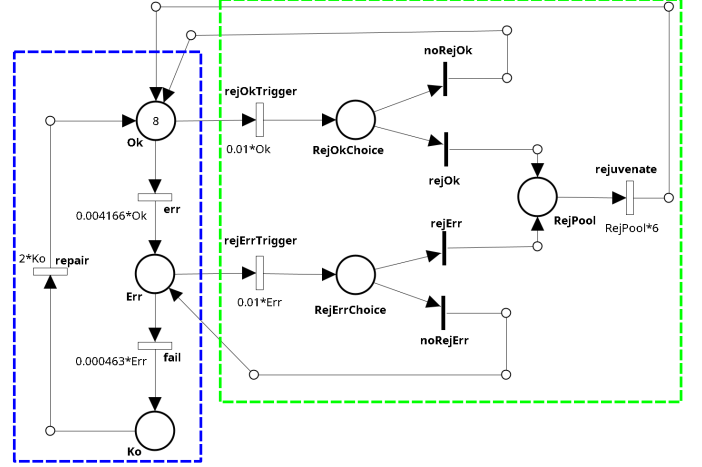 noRejOk
rejOkTrigger
8
Ok
0.01*Ok
RejOkChoice
rejOk
rejuvenate
err
0.004166*Ok
rejErr
RejPool
RejPool*6
rejErrTrigger
2*Ko
repair
Err
0.01*Err
RejErrChoice
noRejErr
0.000463*Err
fail
Ko